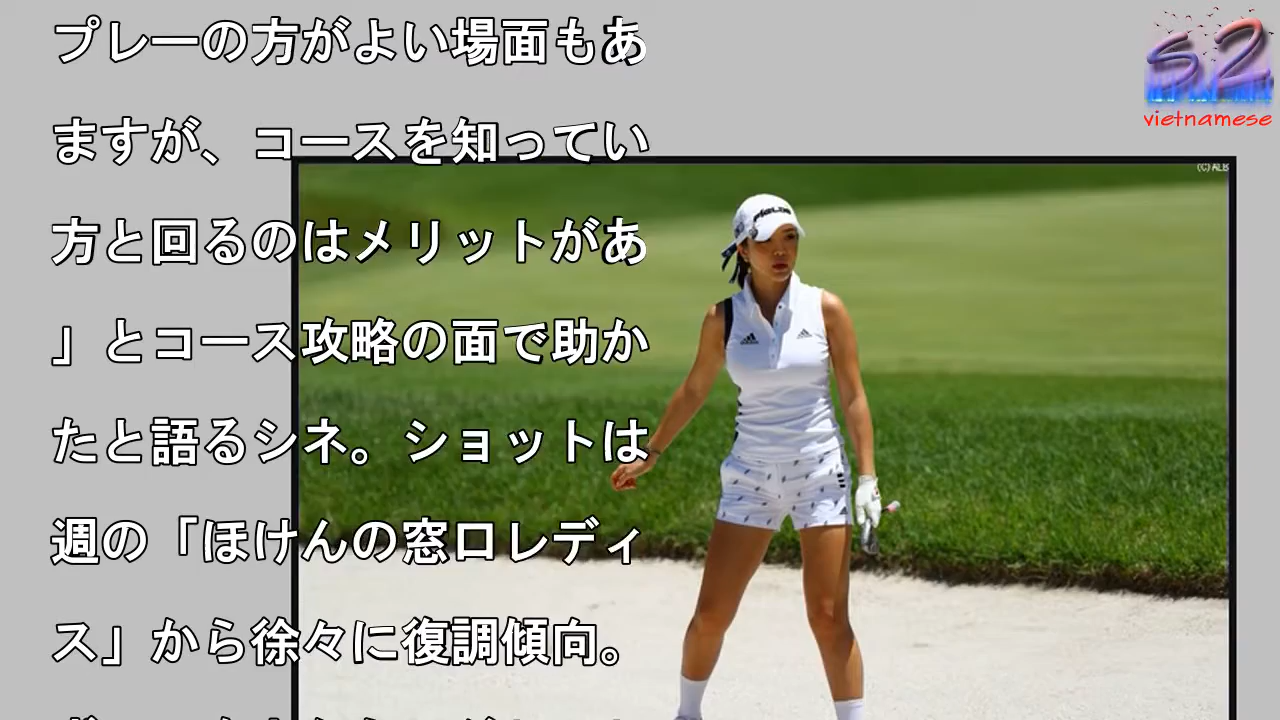 プレーの方がよい場面もあ
ますが、コースを知ってい
方と回るのはメリットがあ
」とコース攻略の面で助か
たと語るシネ。ショットは
週の「ほけんの窓口レディ
ス」から徐々に復調傾向。
S2
vietnamese
(C)ALBA